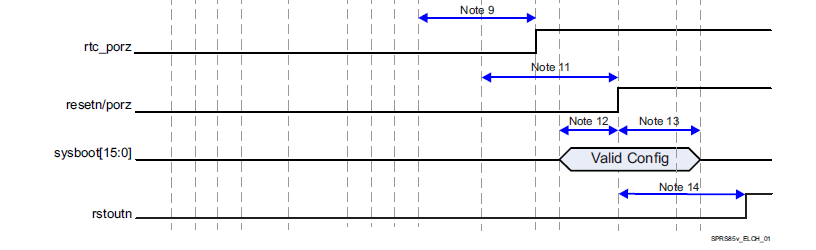 Note 9
rtc_porz
Note 11
resetn/porz
Note 12
Note 13
sysboot[15:0]
Valid Config
Note 14
rstoutn
SPRS85v_ELCH_01